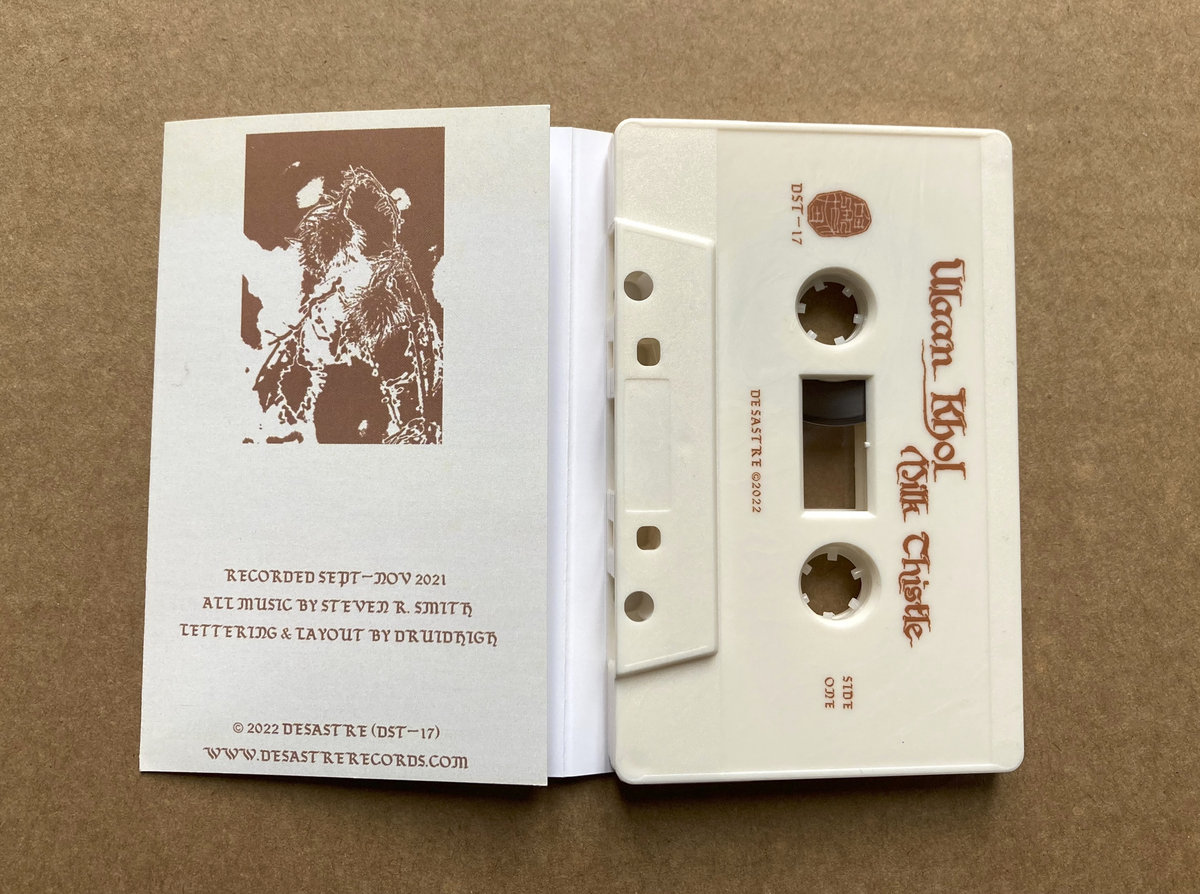 RECORDED SEPT—NOV 2021
ALL MUSIC BY STEVEN R. SMITH
LETTERING & LAYOUT BY DRUIDHIGH
© 2022 DESASTRE (DST—17)
WWW.DESASTRERECORDS.COM
Ulaan Khol
Milk Thistle
DST—17
DESASTRE ©2022
SIDE
ONE